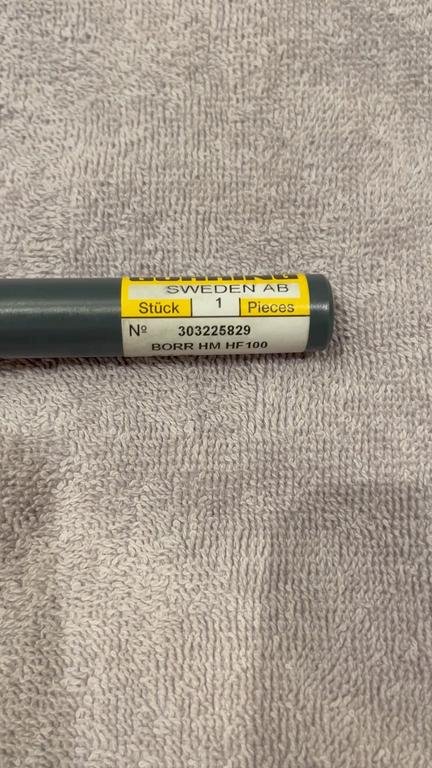 SWEDEN AB
Stück 1 Pieces
Nº 303225829
BORR HM HF100